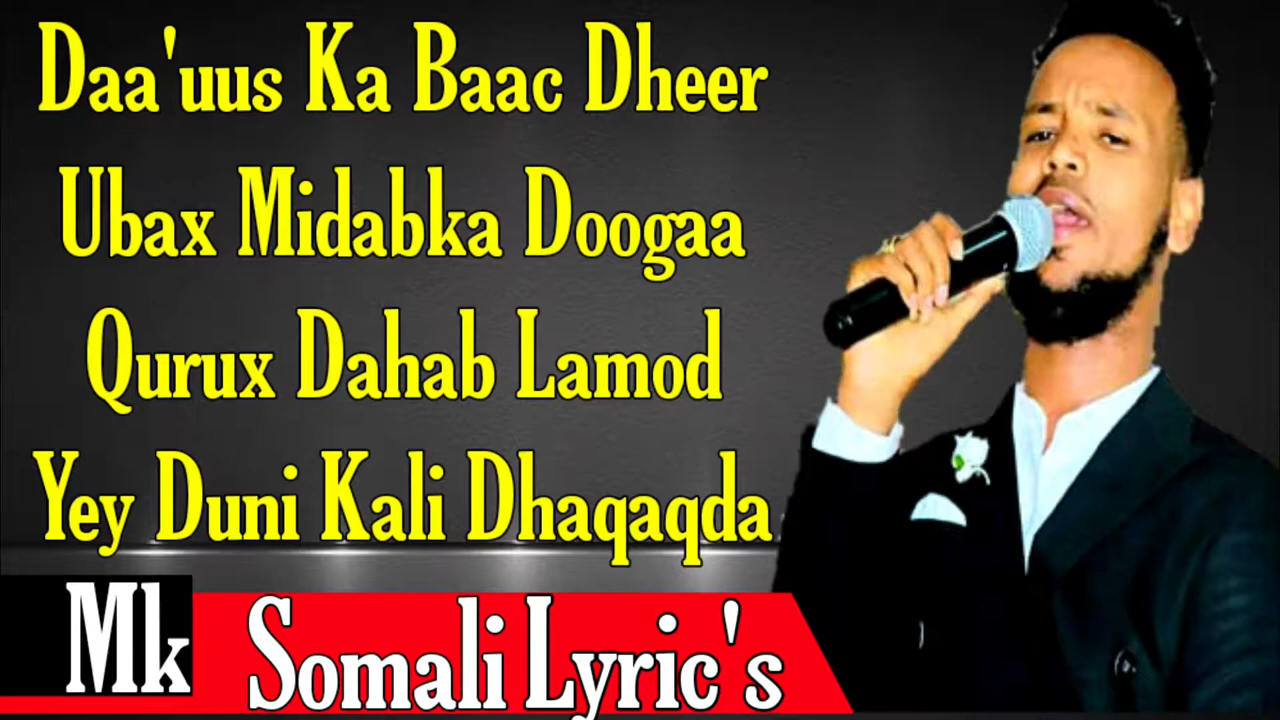 Daa'uus Ka Baac Dheer
Ubax Midabka Doogaa
Qurux Dahab Lamod
Yey Duni Kali Dhaqaqda
Mk Somali Lyric's